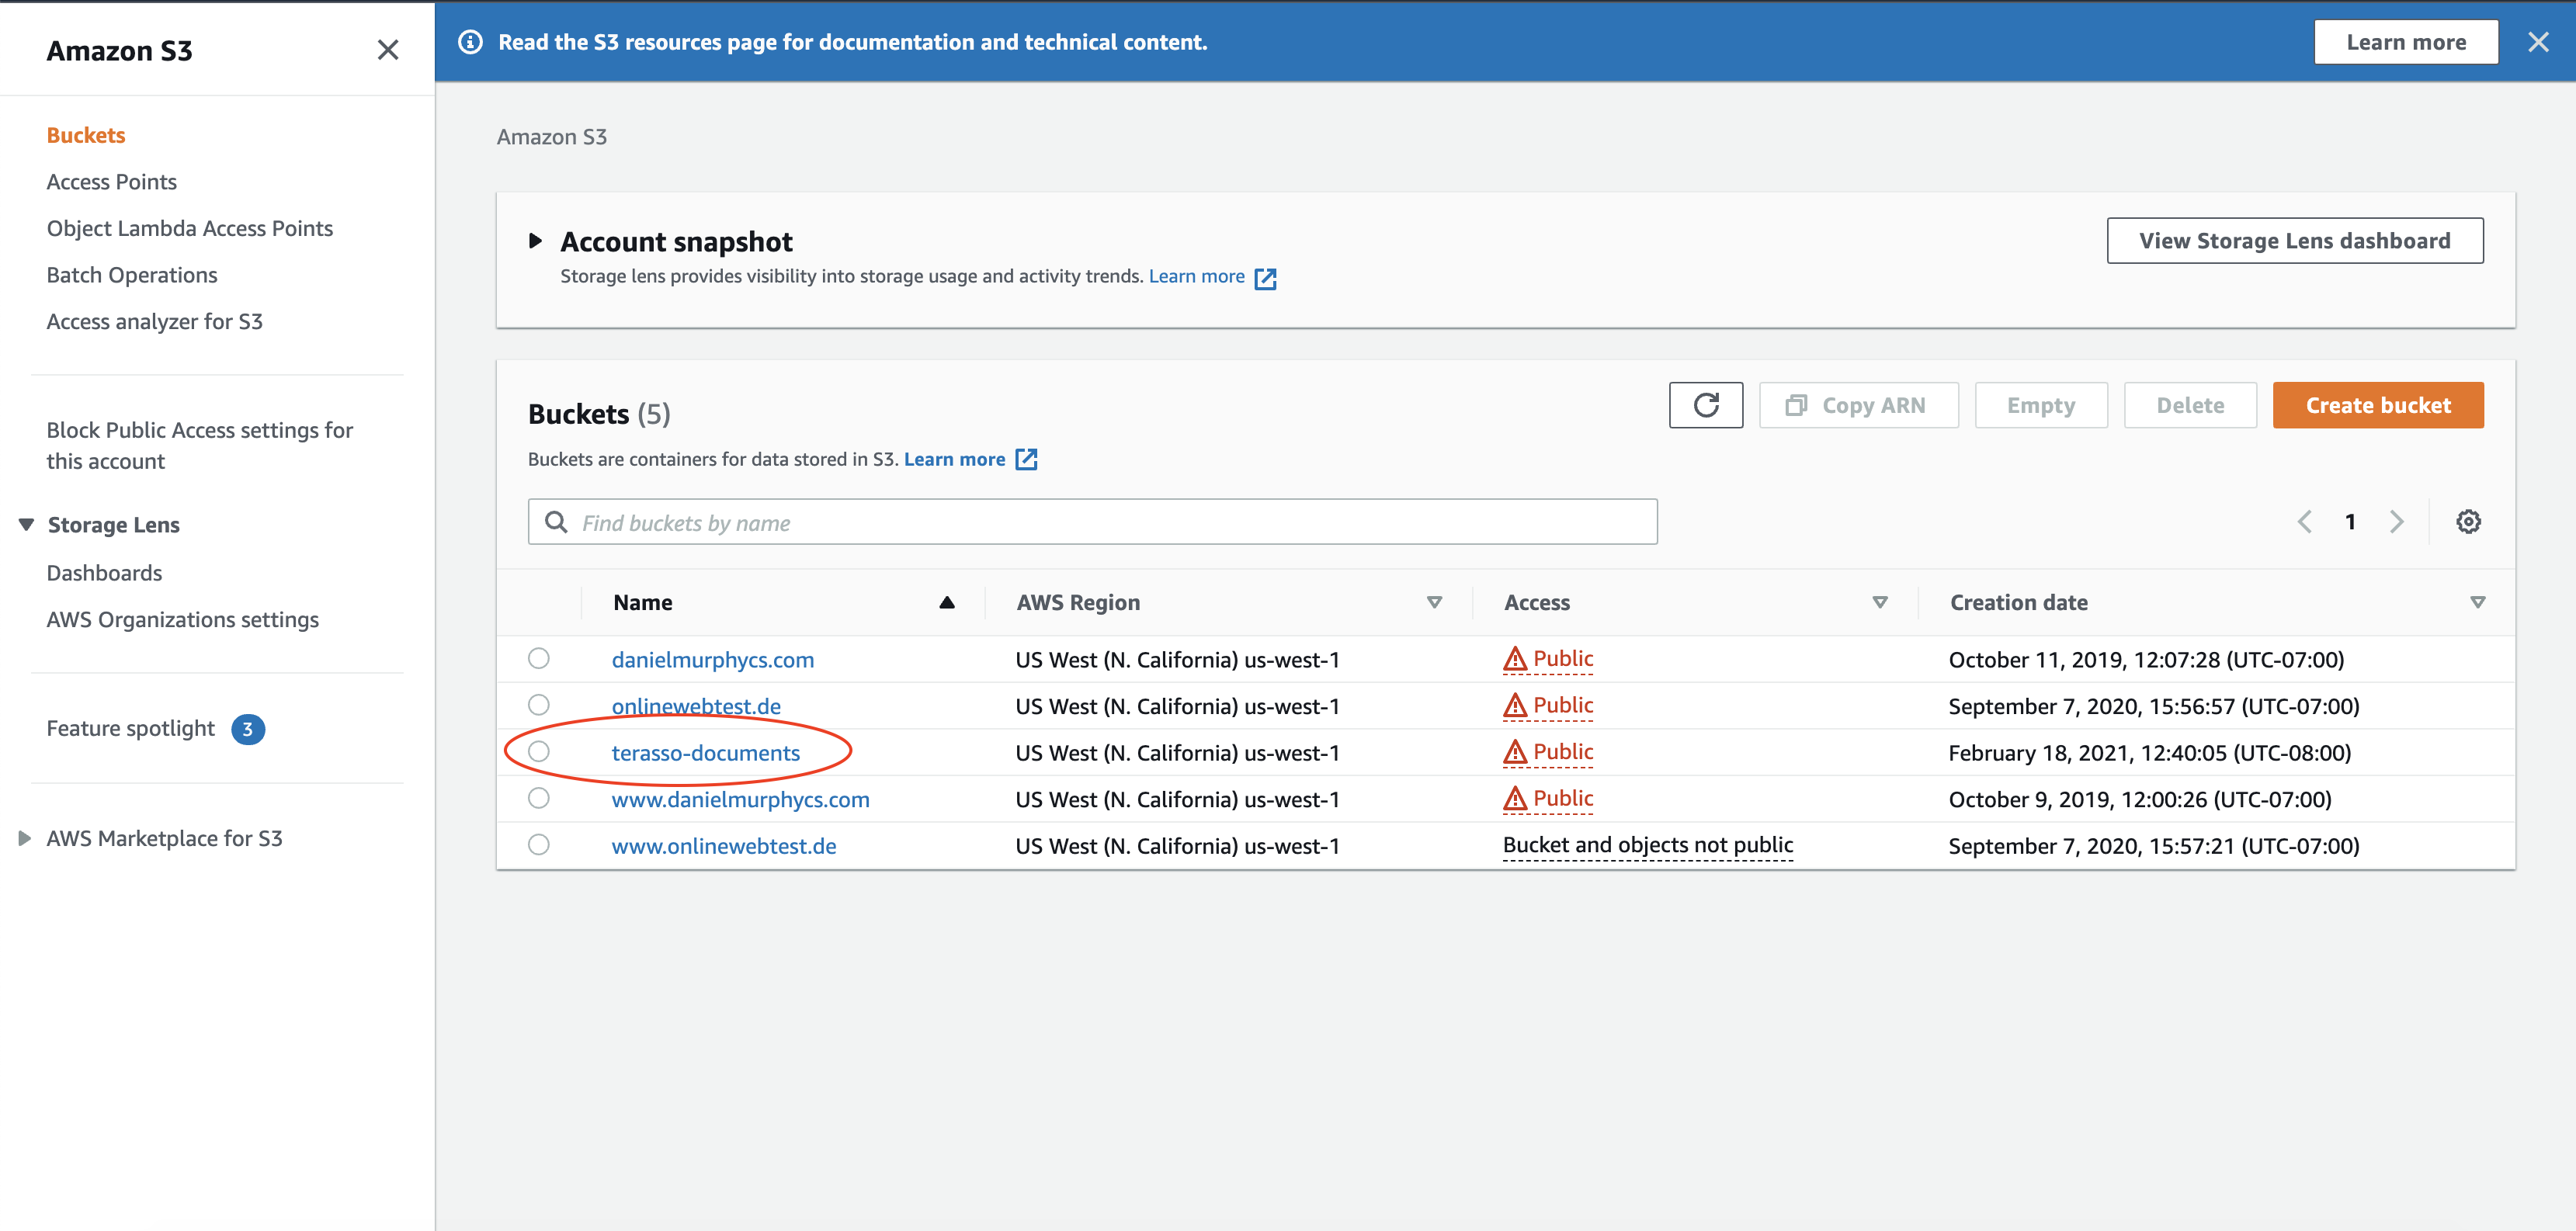 Amazon S3
Read the S3 resources page for documentation and technical content.
Learn more
Buckets
Access Points
Object Lambda Access Points
Batch Operations
Access analyzer for S3
Block Public Access settings for
this account
Storage Lens
Dashboards
AWS Organizations settings
Feature spotlight 3
AWS Marketplace for S3
Amazon S3
Account snapshot
Storage lens provides visibility into storage usage and activity trends. Learn more
View Storage Lens dashboard
Buckets (5)
Copy ARN
Empty
Delete
Create bucket
Buckets are containers for data stored in S3. Learn more
Find buckets by name
1
Name AWS Region Access Creation date
danielmurphycs.com US West (N. California) us-west-1 Public October 11, 2019, 12:07:28 (UTC-07:00)
onlinewebtest.de US West (N. California) us-west-1 Public September 7, 2020, 15:56:57 (UTC-07:00)
terasso-documents US West (N. California) us-west-1 Public February 18, 2021, 12:40:05 (UTC-08:00)
www.danielmurphycs.com US West (N. California) us-west-1 Public October 9, 2019, 12:00:26 (UTC-07:00)
www.onlinewebtest.de US West (N. California) us-west-1 Bucket and objects not public September 7, 2020, 15:57:21 (UTC-07:00)